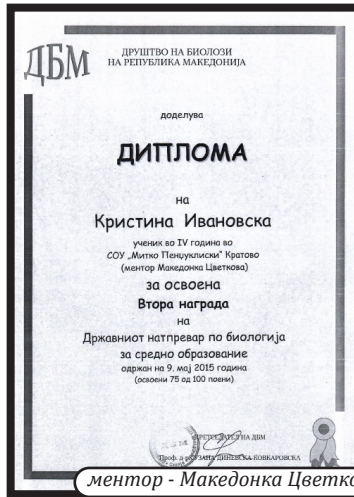 ДБМ
ДРУШТВО НА БИОЛОЗИ
НА РЕПУБЛИКА МАКЕДОНИЈА
доделува
ДИПЛОМА
на
Кристина Ивановска
ученик во IV година во
СОУ „Митко Пенџуклиски" Кратово
(ментор Македонка Цветкова)
за освоена
Втора награда
на
Државниот натпревар по биологија
за средно образование
одржан на 9. мај 2015 година
(освоени 75 од 100 поени)
НА ДБМ
Проф. д-р
ментор - Македонка Цветко